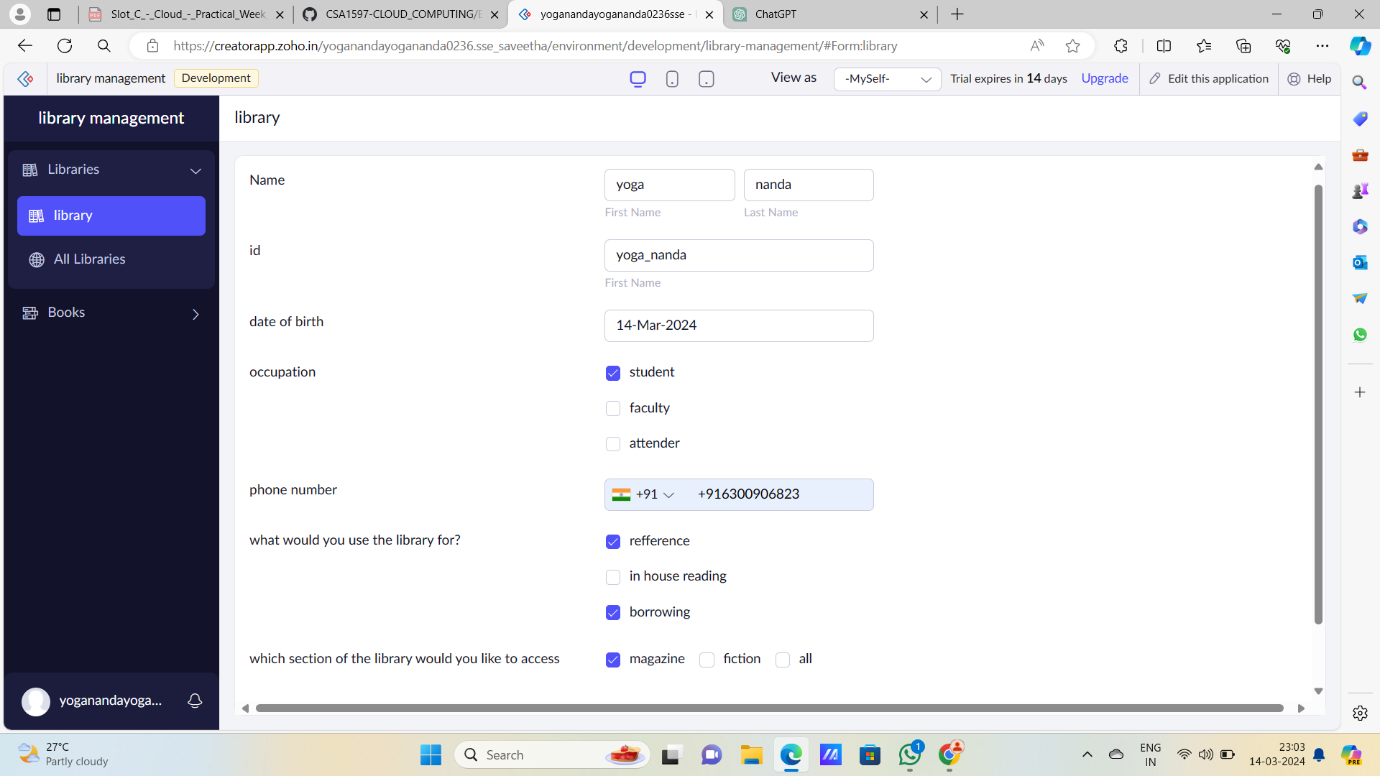 Slot_C_-_Cloud_-_Practical_Week
CSA1597-CLOUD_COMPUTING/E
yoganandayogananda0236sse -
ChatGPT
https://creatorapp.zoho.in/yoganandayogananda0236.sse_saveetha/environment/development/library-management/#Form:library
library management Development
View as -MySelf- Trial expires in 14 days Upgrade Edit this application Help
library management
Libraries
library
All Libraries
Books
yoganandayoga...
library
Name yoga nanda
First Name Last Name
id yoga_nanda
First Name
date of birth 14-Mar-2024
occupation student
faculty
attender
phone number +91 +916300906823
what would you use the library for? refference
in house reading
borrowing
which section of the library would you like to access magazine fiction all
27°C
Partly cloudy
Search
1
ENG
IN
23:03
14-03-2024
PRE